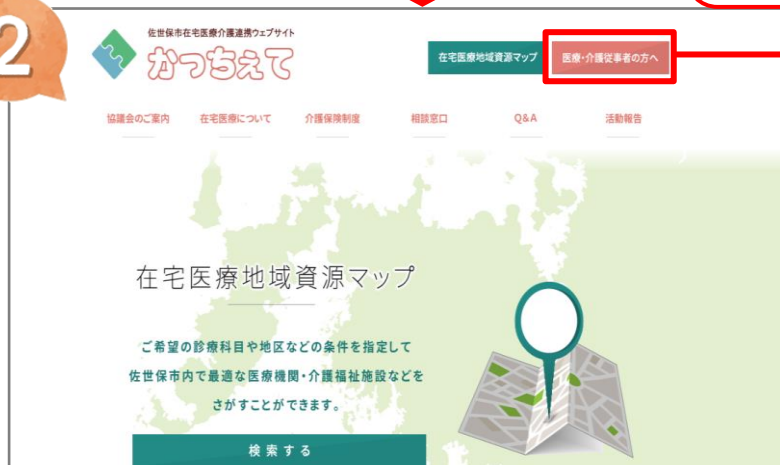 2
佐世保市在宅医療介護連携ウェブサイト
かっちぇて
在宅医療地域資源マップ
医療・介護従事者の方へ
協議会のご案内
在宅医療について
介護保険制度
相談窓口
Q&A
活動報告
在宅医療地域資源マップ
ご希望の診療科目や地区などの条件を指定して
佐世保市内で最適な医療機関・介護福祉施設などを
さがすことができます。
検索する